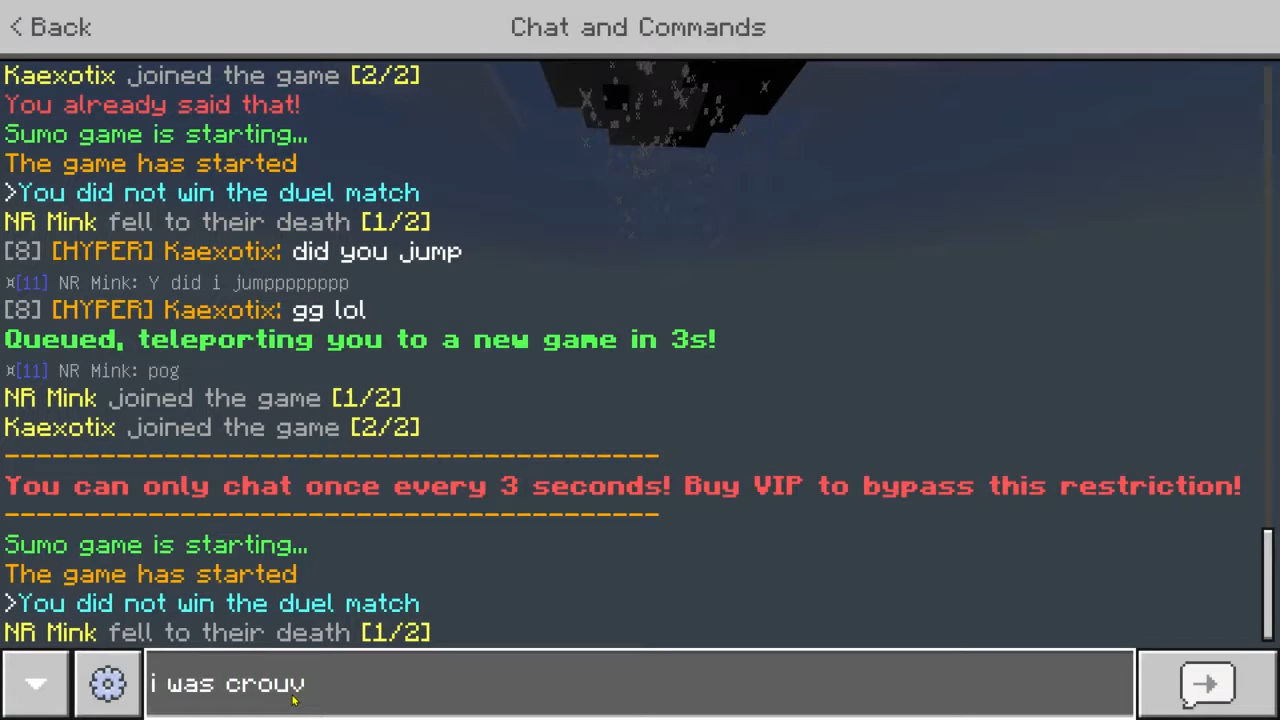 < Back
Chat and Commands
Kaexotix joined the game [2/2]
You already said that!
Sumo game is starting...
The game has started
>You did not win the duel match
NR Mink fell to their death [1/2]
[8] [HYPER] Kaexotix: did you jump
¤[11] NR Mink: Y did i jumpppppppp
[8] [HYPER] Kaexotix: gg lol
Queued, teleporting you to a new game in 3s!
¤[11] NR Mink: pog
NR Mink joined the game [1/2]
Kaexotix joined the game [2/2]
----------------------------------------
You can only chat once every 3 seconds! Buy VIP to bypass this restriction!
----------------------------------------
Sumo game is starting...
The game has started
>You did not win the duel match
NR Mink fell to their death [1/2]
i was crouv